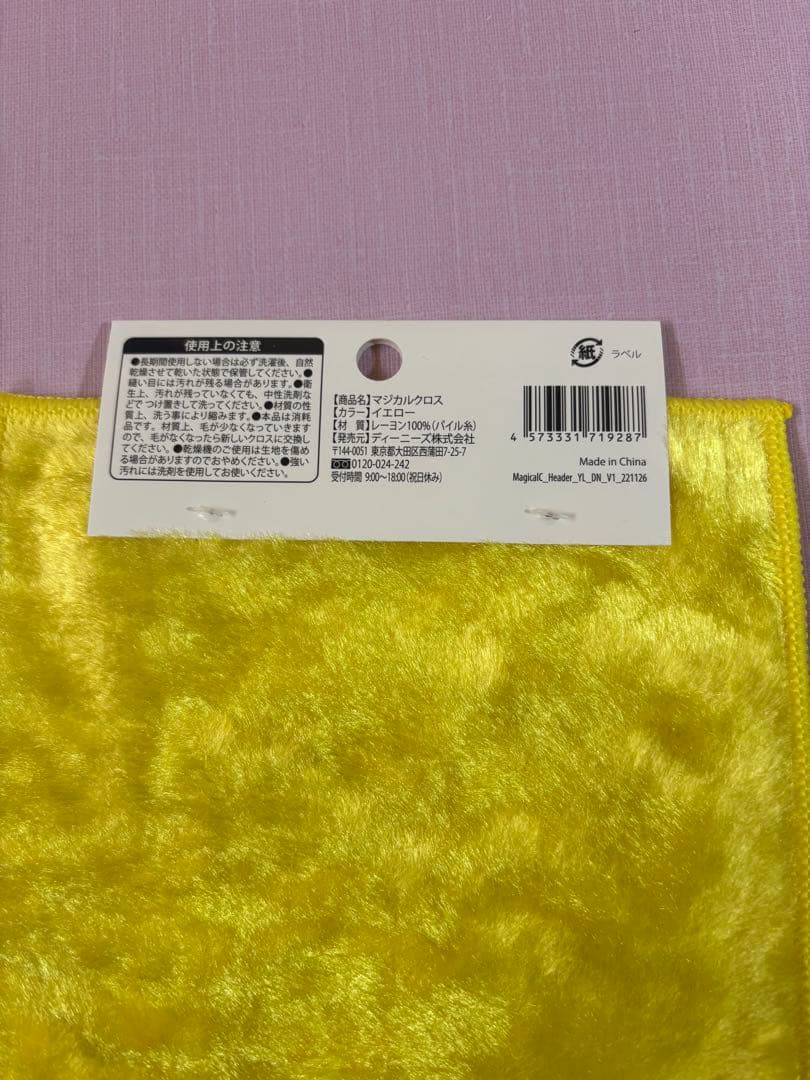 使用上の注意
●長期間使用しない場合は必ず洗濯後、自然
乾燥させて乾いた状態で保管してください。●
縫い目には汚れが残る場合があります。●衛
生上、汚れが残っていなくても、中性洗剤な
どで つけ置きして洗ってください。●材質の性
質上、洗う事により縮みます。●本品は消耗
品です。材質上、毛が少なくなっていきます
ので、毛がなくなったら新しいクロスに交換し
てください。●乾燥機のご使用は生地を傷め
る場合がありますのでおやめください。●強い
汚れには洗剤を使用してお使いください。
【商品名】マジカルクロス
【カラー】イエロー
【材 質】レーヨン100%(パイル糸)
【発売元】ディーニーズ株式会社
〒144-0051 東京都大田区西蒲田7-25-7
0120-024-242
受付時間 9:00〜18:00(祝日休み)
紙 ラベル
4 573331 719287
Made in China
MagicalC_Header_YL_DN_V1_221126